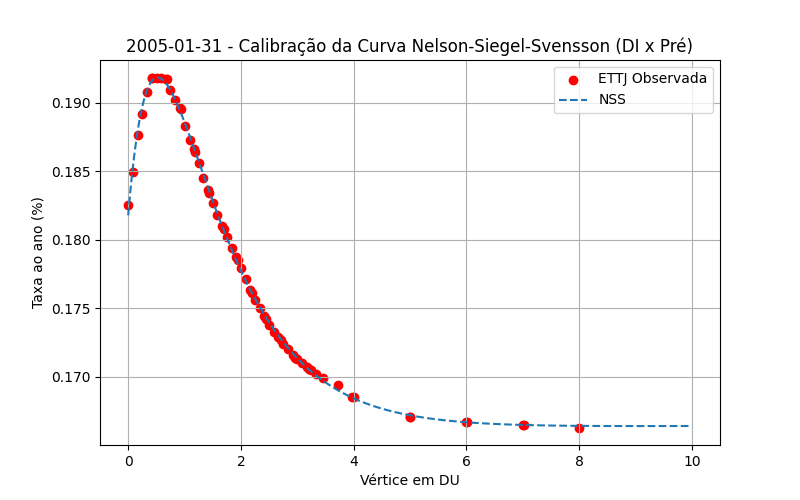 2005-01-31 - Calibração da Curva Nelson-Siegel-Svensson (DI x Pré)
ETTJ Observada
NSS
Taxa ao ano (%)
0.190
0.185
0.180
0.175
0.170
0 2 4 6 8 10
Vértice em DU